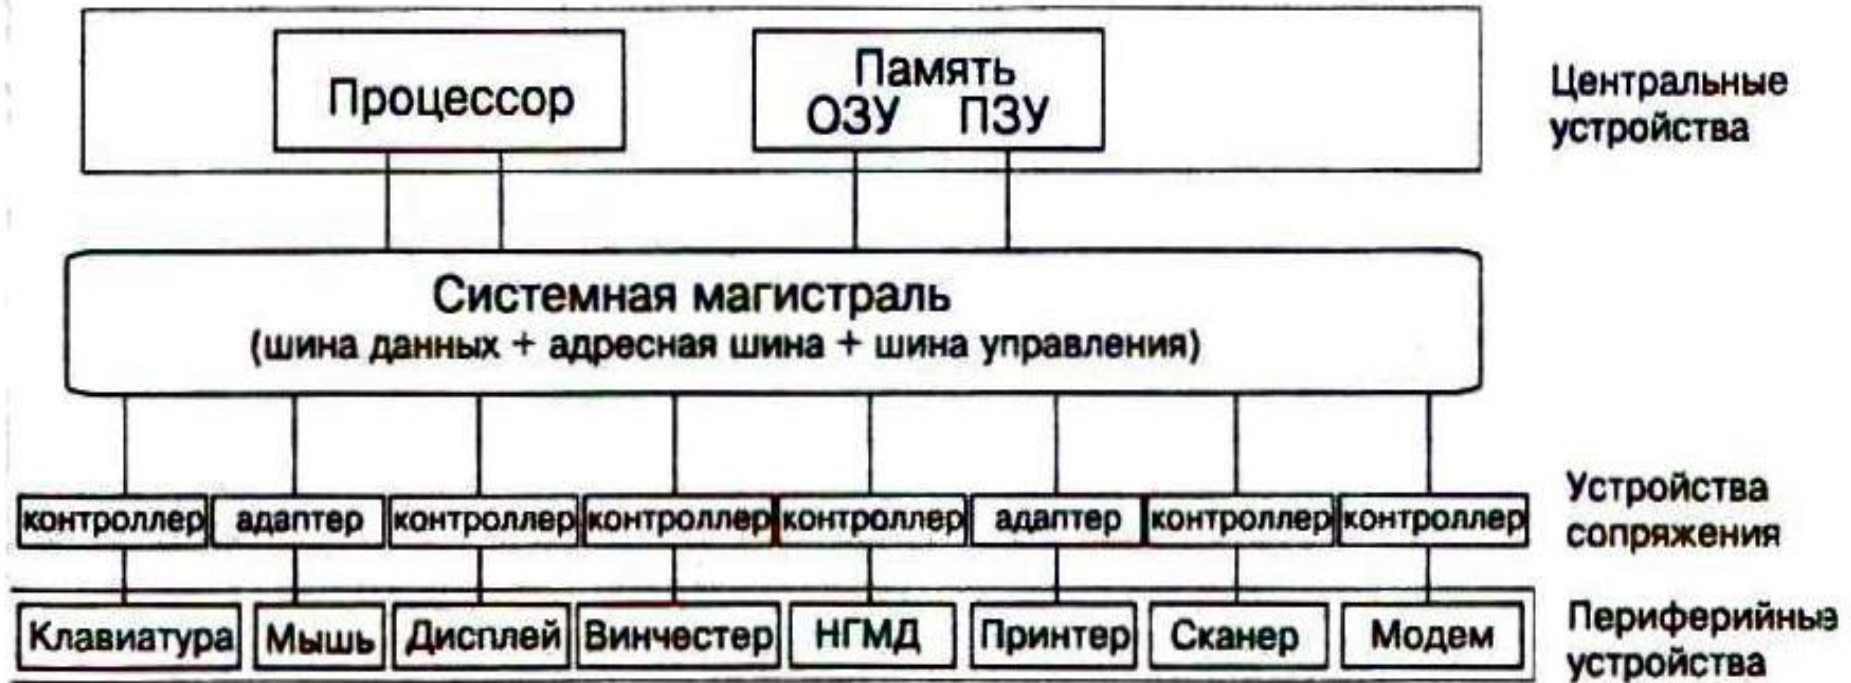 Процессор
Память
ОЗУ ПЗУ
Центральные
устройства
Системная магистраль
(шина данных + адресная шина + шина управления)
контроллер адаптер контроллер контроллер контроллер адаптер контроллер контроллер
Устройства
сопряжения
Клавиатура Мышь Дисплей Винчестер НГМД Принтер Сканер Модем
Периферийные
устройства